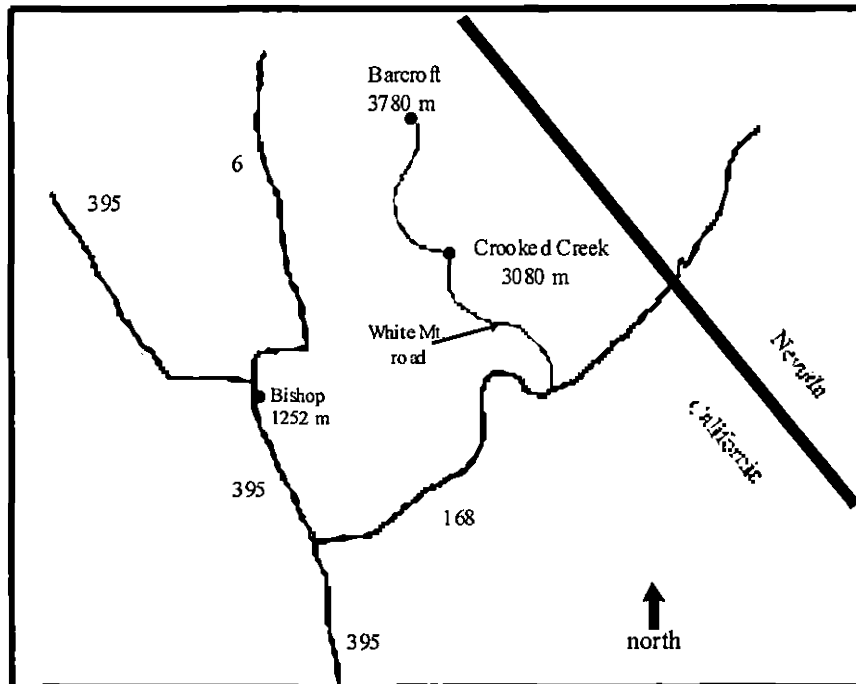 Barcroft
3780 m
6
395
Crooked Creek
3080 m
White Mt
road
Nevada
California
Bishop
1252 m
395
168
395
north